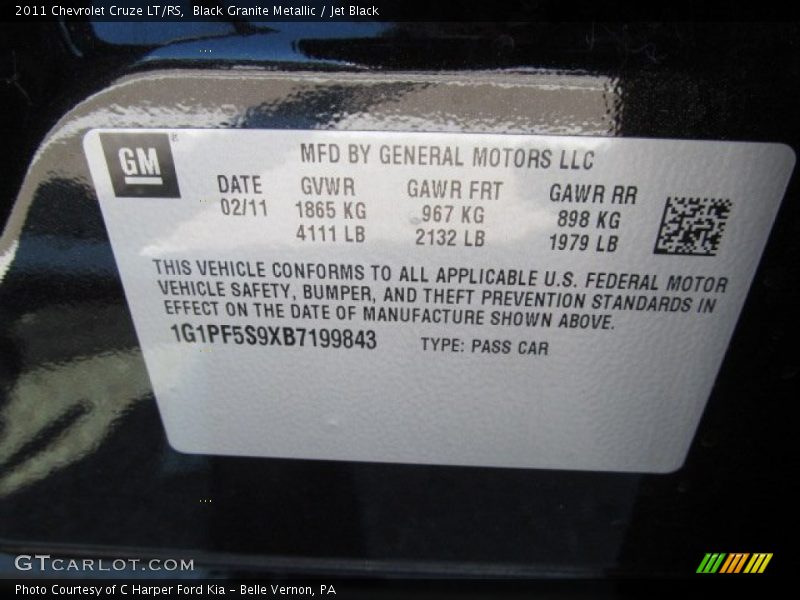 2011 Chevrolet Cruze LT/RS, Black Granite Metallic / Jet Black
GM
MFD BY GENERAL MOTORS LLC
DATE GVWR GAWR FRT GAWR RR
02/11 1865 KG 967 KG 898 KG
4111 LB 2132 LB 1979 LB
THIS VEHICLE CONFORMS TO ALL APPLICABLE U.S. FEDERAL MOTOR
VEHICLE SAFETY, BUMPER, AND THEFT PREVENTION STANDARDS IN
EFFECT ON THE DATE OF MANUFACTURE SHOWN ABOVE.
1G1PF5S9XB7199843 TYPE: PASS CAR
GTCARLOT.COM
Photo Courtesy of C Harper Ford Kia - Belle Vernon, PA